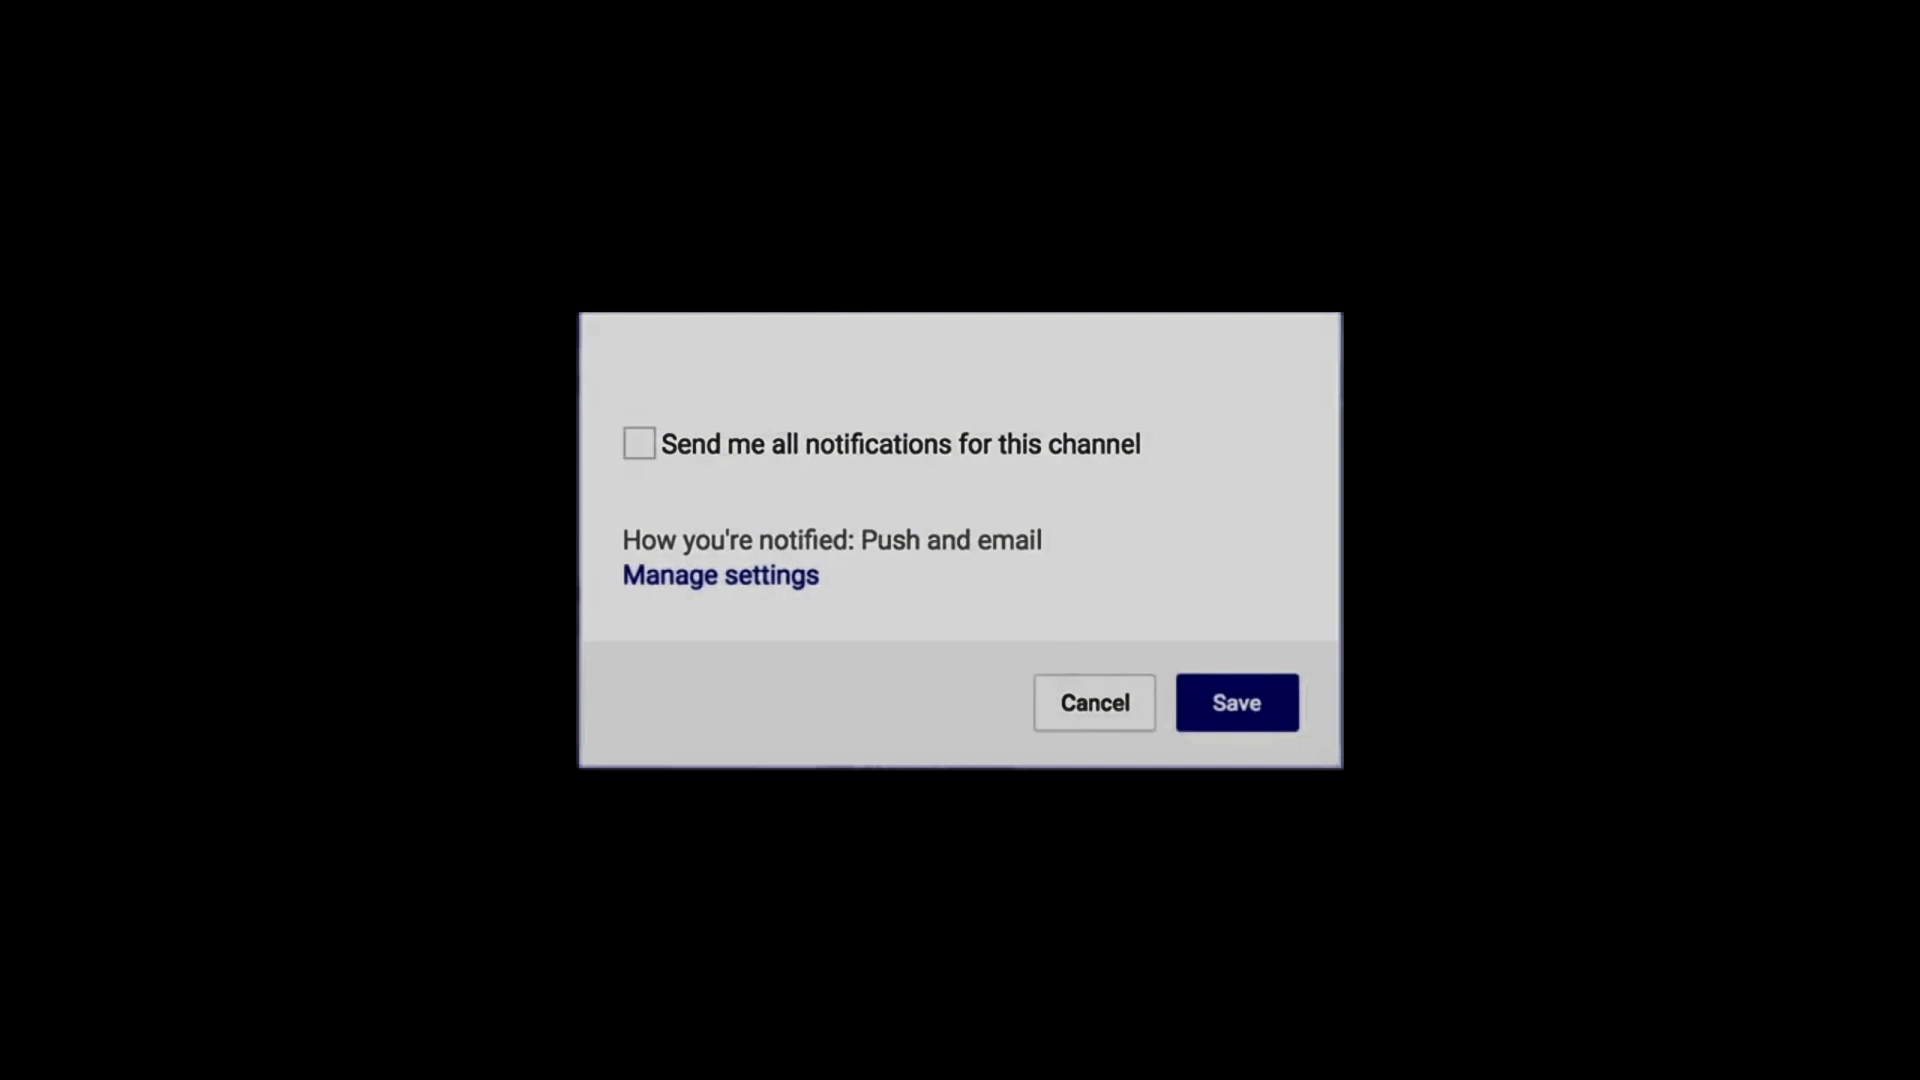 Send me all notifications for this channel
How you're notified: Push and email
Manage settings
Cancel
Save